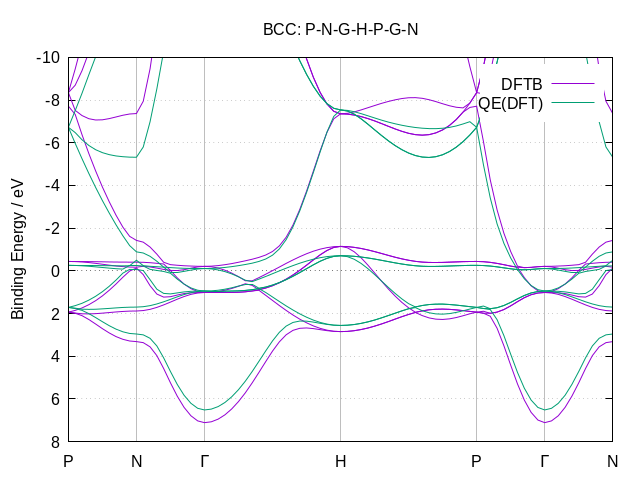 BCC: P-N-G-H-P-G-N
-10
-8
-6
-4
-2
0
2
4
6
8
Binding Energy / eV
DFTB
QE(DFT)
P N Γ H P Γ N